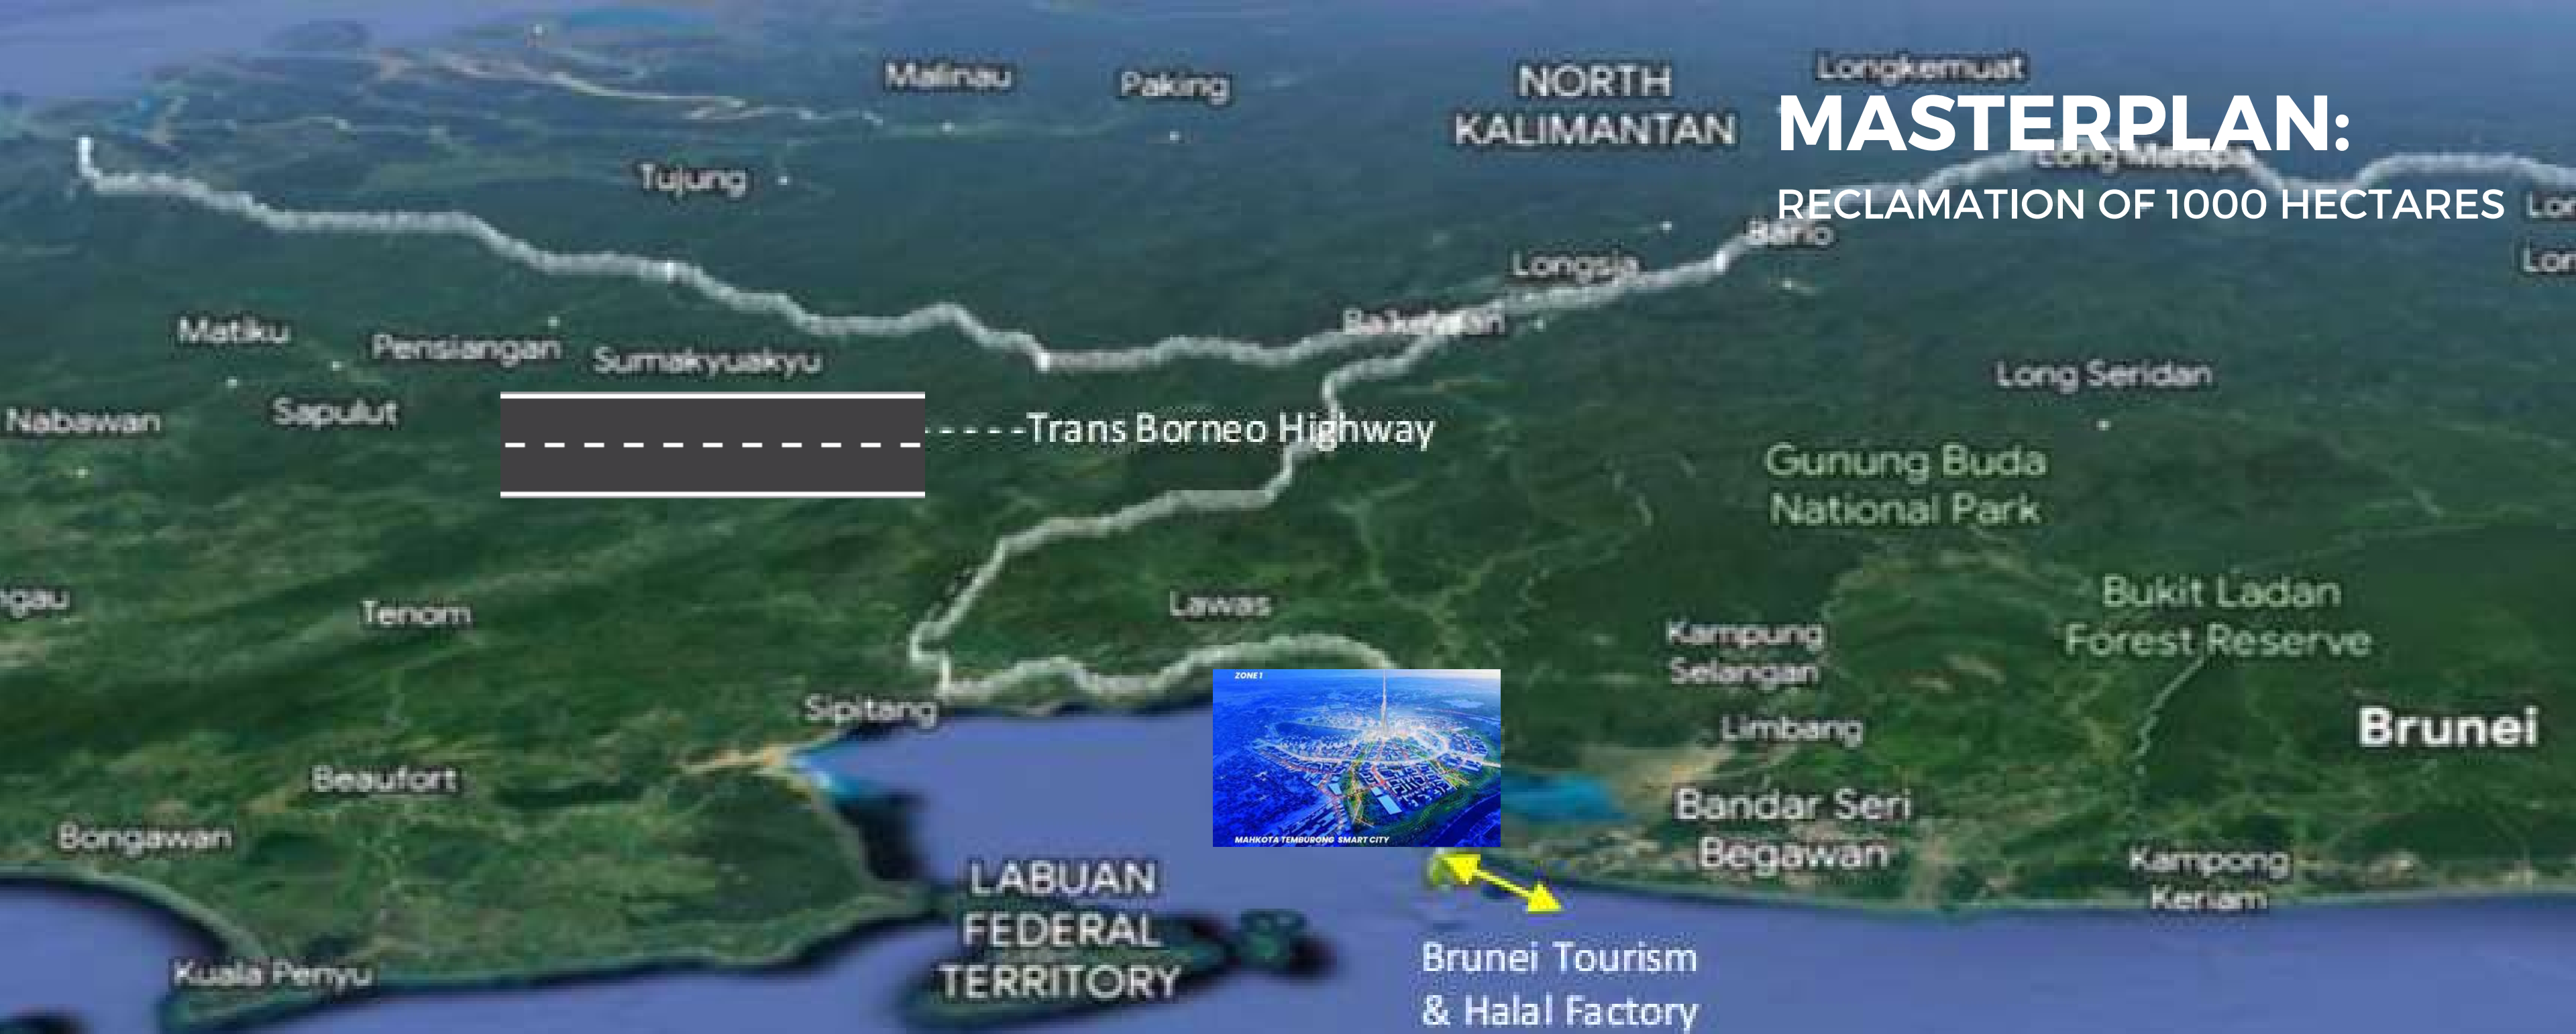 Malinau
Paking
NORTH
KALIMANTAN
Longkemuat
MASTERPLAN:
RECLAMATION OF 1000 HECTARES
Tujung
Bario
Longsia
Matiku
Pensiangan
Sumakyuakyu
Long Seridan
Nabawan
Sapulut
Trans Borneo Highway
Gunung Buda
National Park
Tenom
Lawas
Bukit Ladan
Forest Reserve
Kampung
Selangan
ZONE 1
Sipitang
Limbang
Brunei
Beaufort
Bandar Seri
Begawan
Bongawan
MAHKOTA TEMBURONG SMART CITY
Kampong
Keriam
LABUAN
FEDERAL
TERRITORY
Kuala Penyu
Brunei Tourism
& Halal Factory